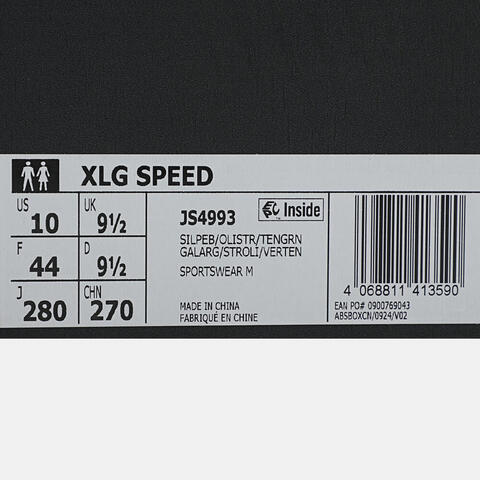 XLG SPEED
US 10 UK 9½
F 44 D 9½
J 280 CHN 270
JS4993 Inside
SILPEB/OLISTR/TENGRN
GALARG/STROLI/VERTEN
SPORTSWEAR M
MADE IN CHINA
FABRIQUÉ EN CHINE
4 068811 413590
EAN PO# 0900769043
ABSBOXCN/0924/V02